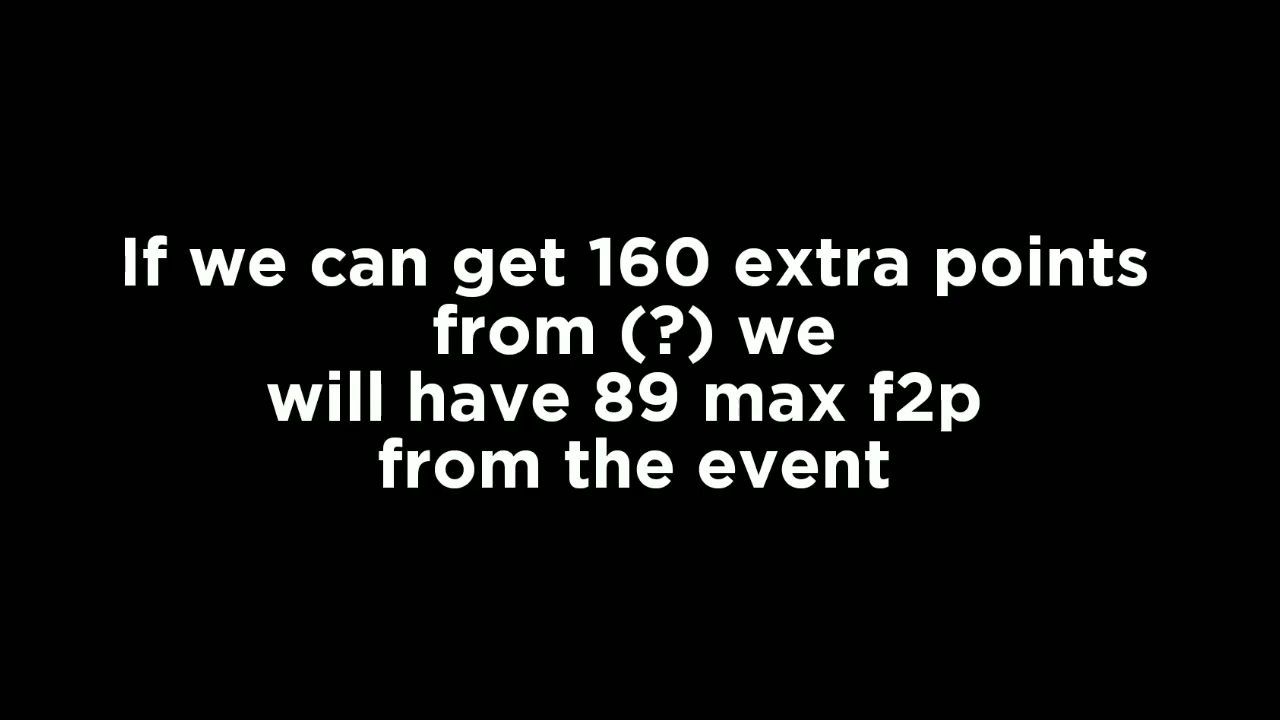 If we can get 160 extra points
from (?) we
will have 89 max f2p
from the event